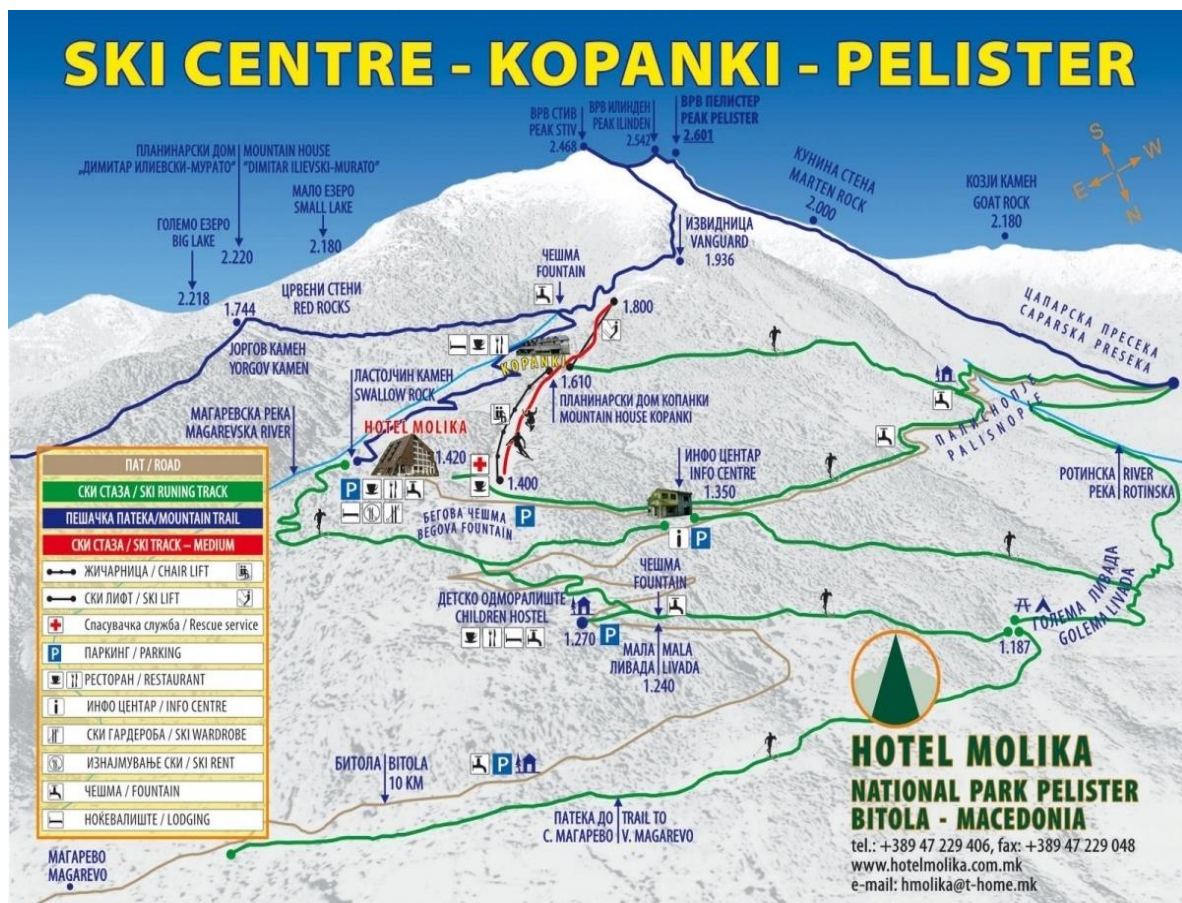 SKI CENTRE - KOPANKI - PELISTER
ВРВ СТИВ
PEAK STIV
2.468
ВРВ ИЛИНДЕН
PEAK ILINDEN
2.542
ВРВ ПЕЛИСТЕР
PEAK PELISTER
2.601
S
W
E
N
ПЛАНИНАРСКИ ДОМ
„ДИМИТАР ИЛИЕВСКИ-МУРАТО“
MOUNTAIN HOUSE
"DIMITAR ILIEVSKI-MURATO"
2.220
ГОЛЕМО ЕЗЕРО
BIG LAKE
2.218
МАЛО ЕЗЕРО
SMALL LAKE
2.180
КУНИНА СТЕНА
MARTEN ROCK
2.000
КОЗЈИ КАМЕН
GOAT ROCK
2.180
ИЗВИДНИЦА
VANGUARD
1.936
ЧЕШМА
FOUNTAIN
ЦРВЕНИ СТЕНИ
RED ROCKS
1.744
ЈОРГОВ КАМЕН
YORGOV KAMEN
1.800
ЦАПАРСКА ПРЕСЕКА
CAPARSKA PRESEKA
KOPANKI
1.610
ПЛАНИНАРСКИ ДОМ КОПАНКИ
MOUNTAIN HOUSE KOPANKI
ЛАСТОЈЧИН КАМЕН
SWALLOW ROCK
МАГАРЕВСКА РЕКА
MAGAREVSKA RIVER
HOTEL MOLIKA
1.420
1.400
ПАЛИСНОПЈЕ
PALISNOPJE
ИНФО ЦЕНТАР
INFO CENTRE
1.350
РОТИНСКА
РЕКА
RIVER
ROTINSKA
P
БЕГОВА ЧЕШМА
BEGOVA FOUNTAIN
P
i
P
ЧЕШМА
FOUNTAIN
ДЕТСКО ОДМОРАЛИШТЕ
CHILDREN HOSTEL
1.270
P
МАЛА
ЛИВАДА
MALA
LIVADA
1.240
ГОЛЕМА ЛИВАДА
GOLEMA LIVADA
1.187
ПАТ / ROAD
СКИ СТАЗА / SKI RUNING TRACK
ПЕШАЧКА ПАТЕКА/MOUNTAIN TRAIL
СКИ СТАЗА / SKI TRACK – MEDIUM
ЖИЧАРНИЦА / CHAIR LIFT
СКИ ЛИФТ / SKI LIFT
Спасувачка служба / Rescue service
P ПАРКИНГ / PARKING
РЕСТОРАН / RESTAURANT
i ИНФО ЦЕНТАР / INFO CENTRE
СКИ ГАРДЕРОБА / SKI WARDROBE
ИЗНАЈМУВАЊЕ СКИ / SKI RENT
ЧЕШМА / FOUNTAIN
НОЌЕВАЛИШТЕ / LODGING
БИТОЛА
BITOLA
10 KM
P
ПАТЕКА ДО
С. МАГАРЕВО
TRAIL TO
V. MAGAREVO
МАГАРЕВО
MAGAREVO
HOTEL MOLIKA
NATIONAL PARK PELISTER
BITOLA - MACEDONIA
tel.: +389 47 229 406, fax: +389 47 229 048
www.hotelmolika.com.mk
e-mail: hmolika@t-home.mk